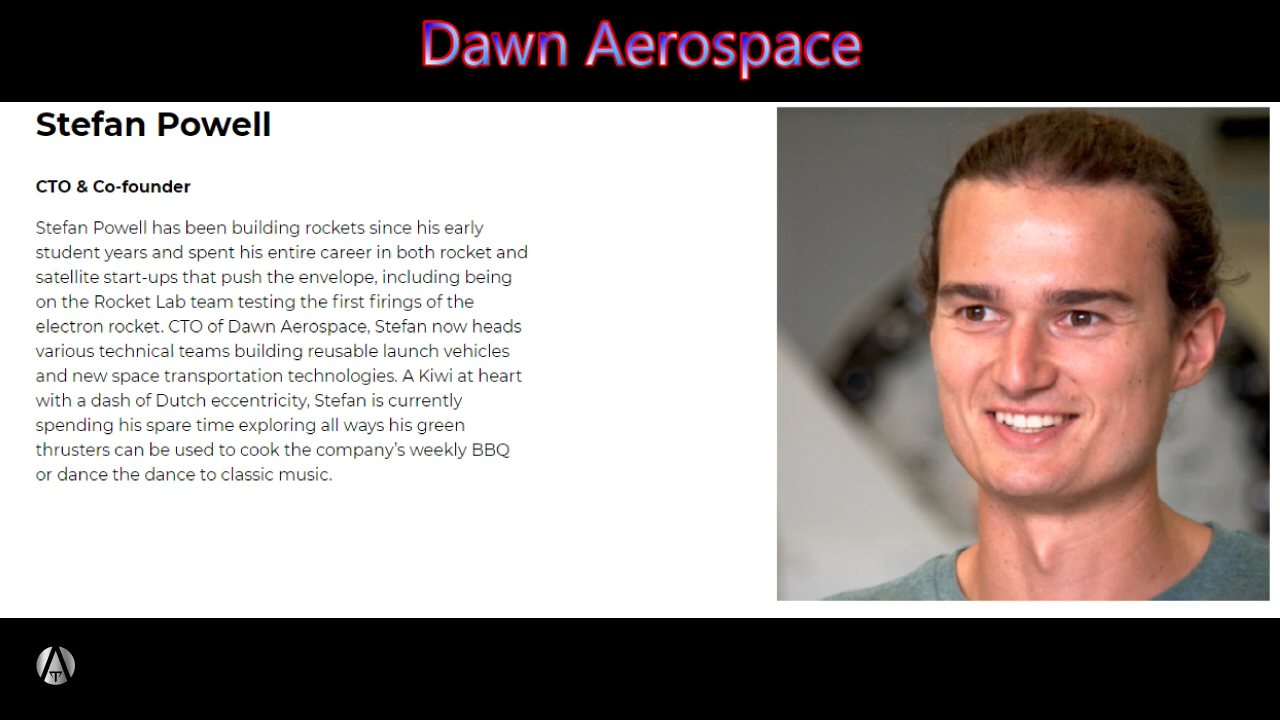 Dawn Aerospace
Stefan Powell
CTO & Co-founder
Stefan Powell has been building rockets since his early
student years and spent his entire career in both rocket and
satellite start-ups that push the envelope, including being
on the Rocket Lab team testing the first firings of the
electron rocket. CTO of Dawn Aerospace, Stefan now heads
various technical teams building reusable launch vehicles
and new space transportation technologies. A Kiwi at heart
with a dash of Dutch eccentricity, Stefan is currently
spending his spare time exploring all ways his green
thrusters can be used to cook the company’s weekly BBQ
or dance the dance to classic music.